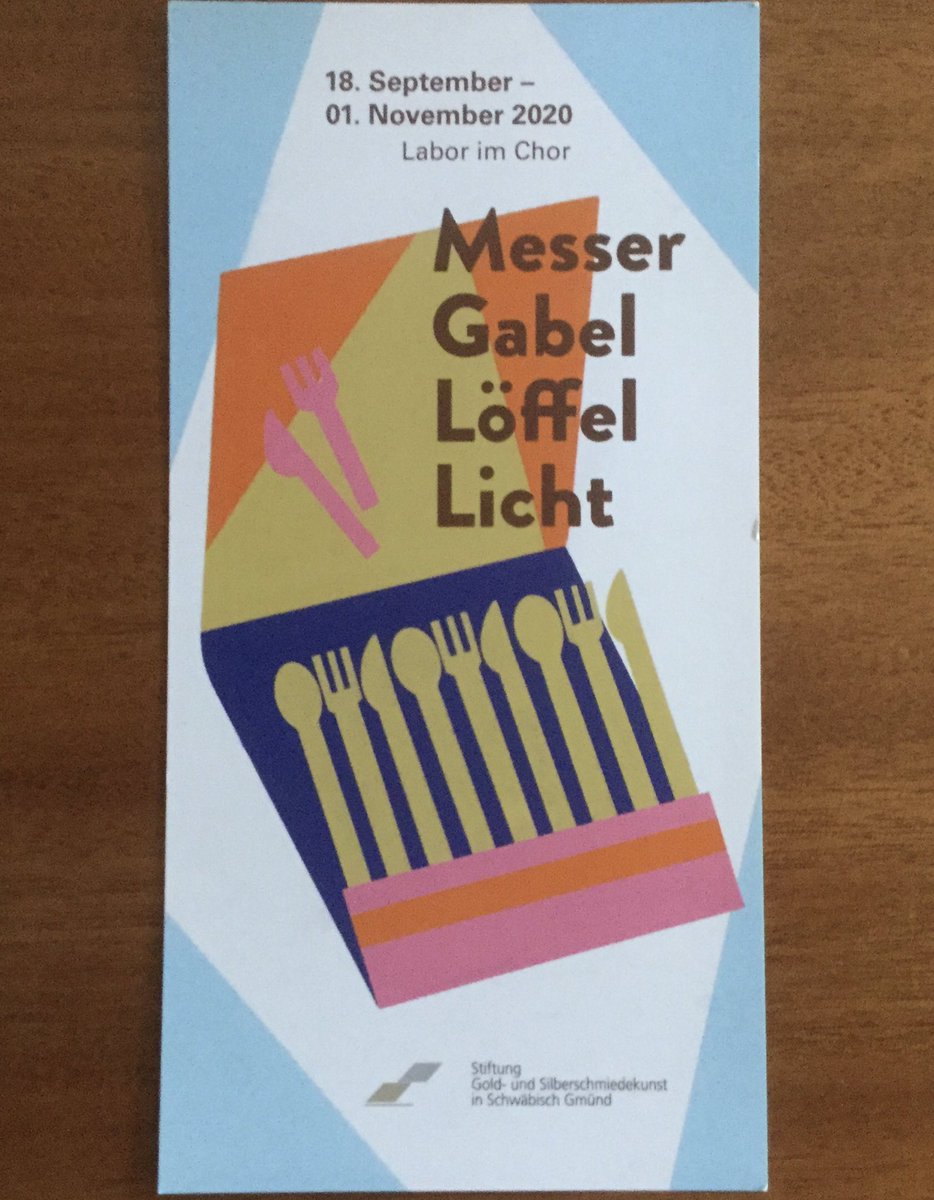 18. September –
01. November 2020
Labor im Chor
Messer
Gabel
Löffel
Licht
Stiftung
Gold- und Silberschmiedekunst
in Schwäbisch Gmünd